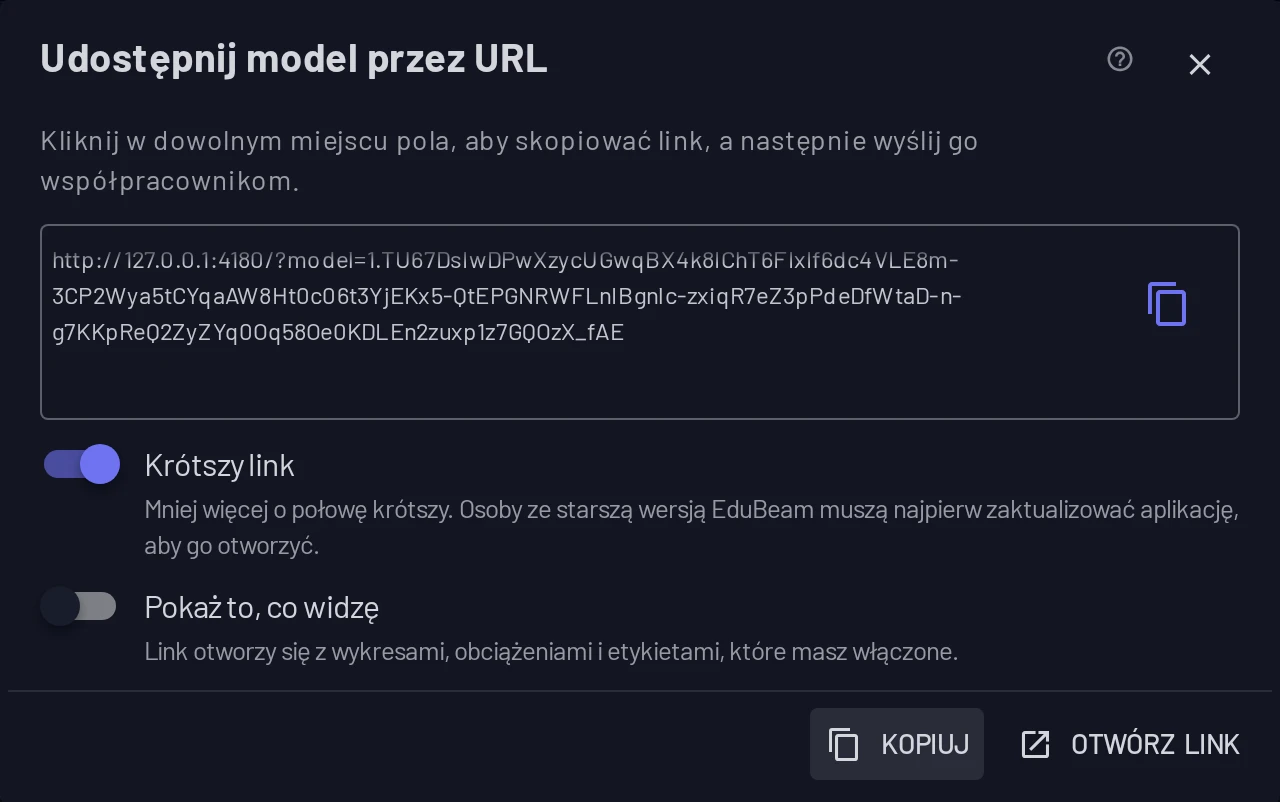 Udostępnij model przez URL
Kliknij w dowolnym miejscu pola, aby skopiować link, a następnie wyślij go
współpracownikom.
http://127.0.0.1:4180/?model=1.TU67DsIwDPwXzycUGwqBX4k8IChT6FIxIf6dc4VLE8m-
3CP2Wya5tCYqaAW8Ht0c06t3YjEKx5-QtEPGNRWFLnIBgnIc-zxiqR7eZ3pPdeDfWtaD-n-
g7KKpReQ2ZyZYq0Oq58Oe0KDLEn2zuxp1z7GQOzX_fAE
Krótszy link
Mniej więcej o połowę krótszy. Osoby ze starszą wersją EduBeam muszą najpierw zaktualizować aplikację,
aby go otworzyć.
Pokaż to, co widzę
Link otworzy się z wykresami, obciążeniami i etykietami, które masz włączone.
KOPIUJ
OTWÓRZ LINK